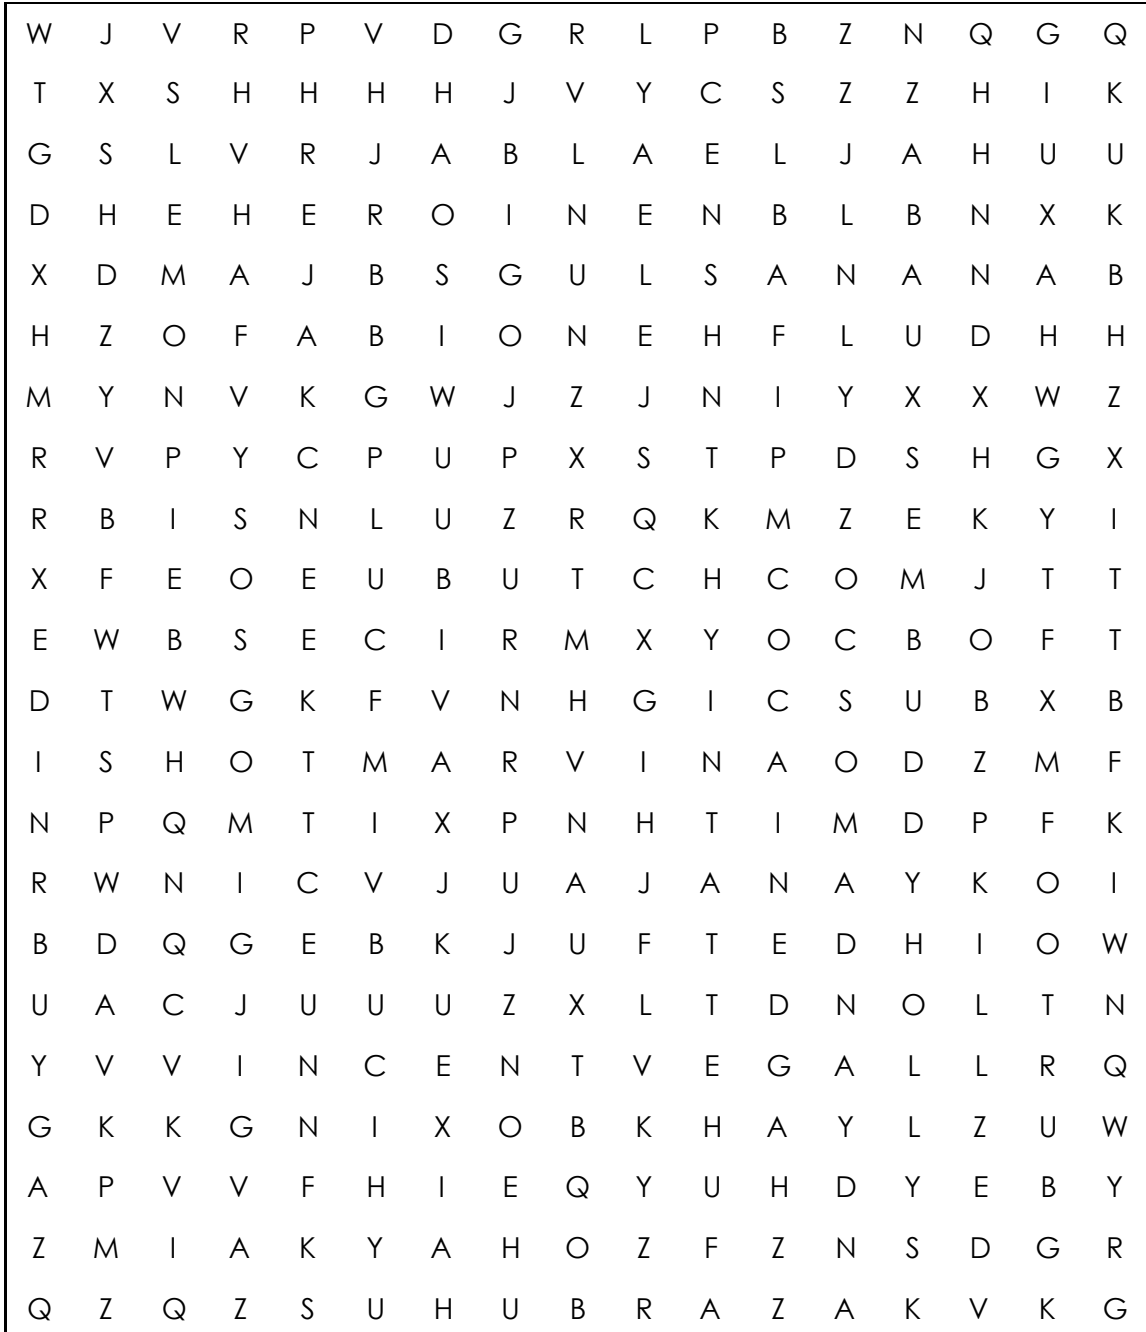 W J V R P V D G R L P B Z N Q G Q
T X S H H H H J V Y C S Z Z H I K
G S L V R J A B L A E L J A H U U
D H E H E R O I N E N B L B N X K
X D M A J B S G U L S A N A N A B
H Z O F A B I O N E H F L U D H H
M Y N V K G W J Z J N I Y X X W Z
R V P Y C P U P X S T P D S H G X
R B I S N L U Z R Q K M Z E K Y I
X F E O E U B U T C H C O M J T T
E W B S E C I R M X Y O C B O F T
D T W G K F V N H G I C S U B X B
I S H O T M A R V I N A O D Z M F
N P Q M T I X P N H T I M D P F K
R W N I C V J U A J A N A Y K O I
B D Q G E B K J U F T E D H I O W
U A C J U U U Z X L T D N O L T N
Y V V I N C E N T V E G A L L R Q
G K K G N I X O B K H A Y L Z U W
A P V V F H I E Q Y U H D Y E B Y
Z M I A K Y A H O Z F Z N S D G R
Q Z Q Z S U H U B R A Z A K V K G